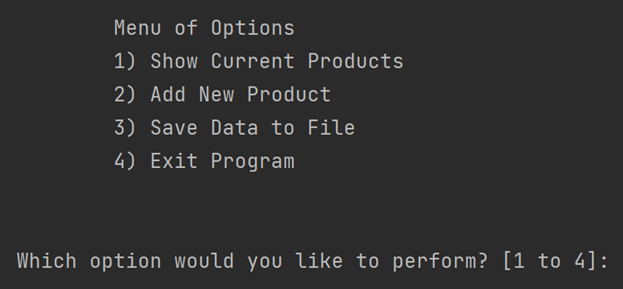 Menu of Options
1) Show Current Products
2) Add New Product
3) Save Data to File
4) Exit Program
Which option would you like to perform? [1 to 4]: